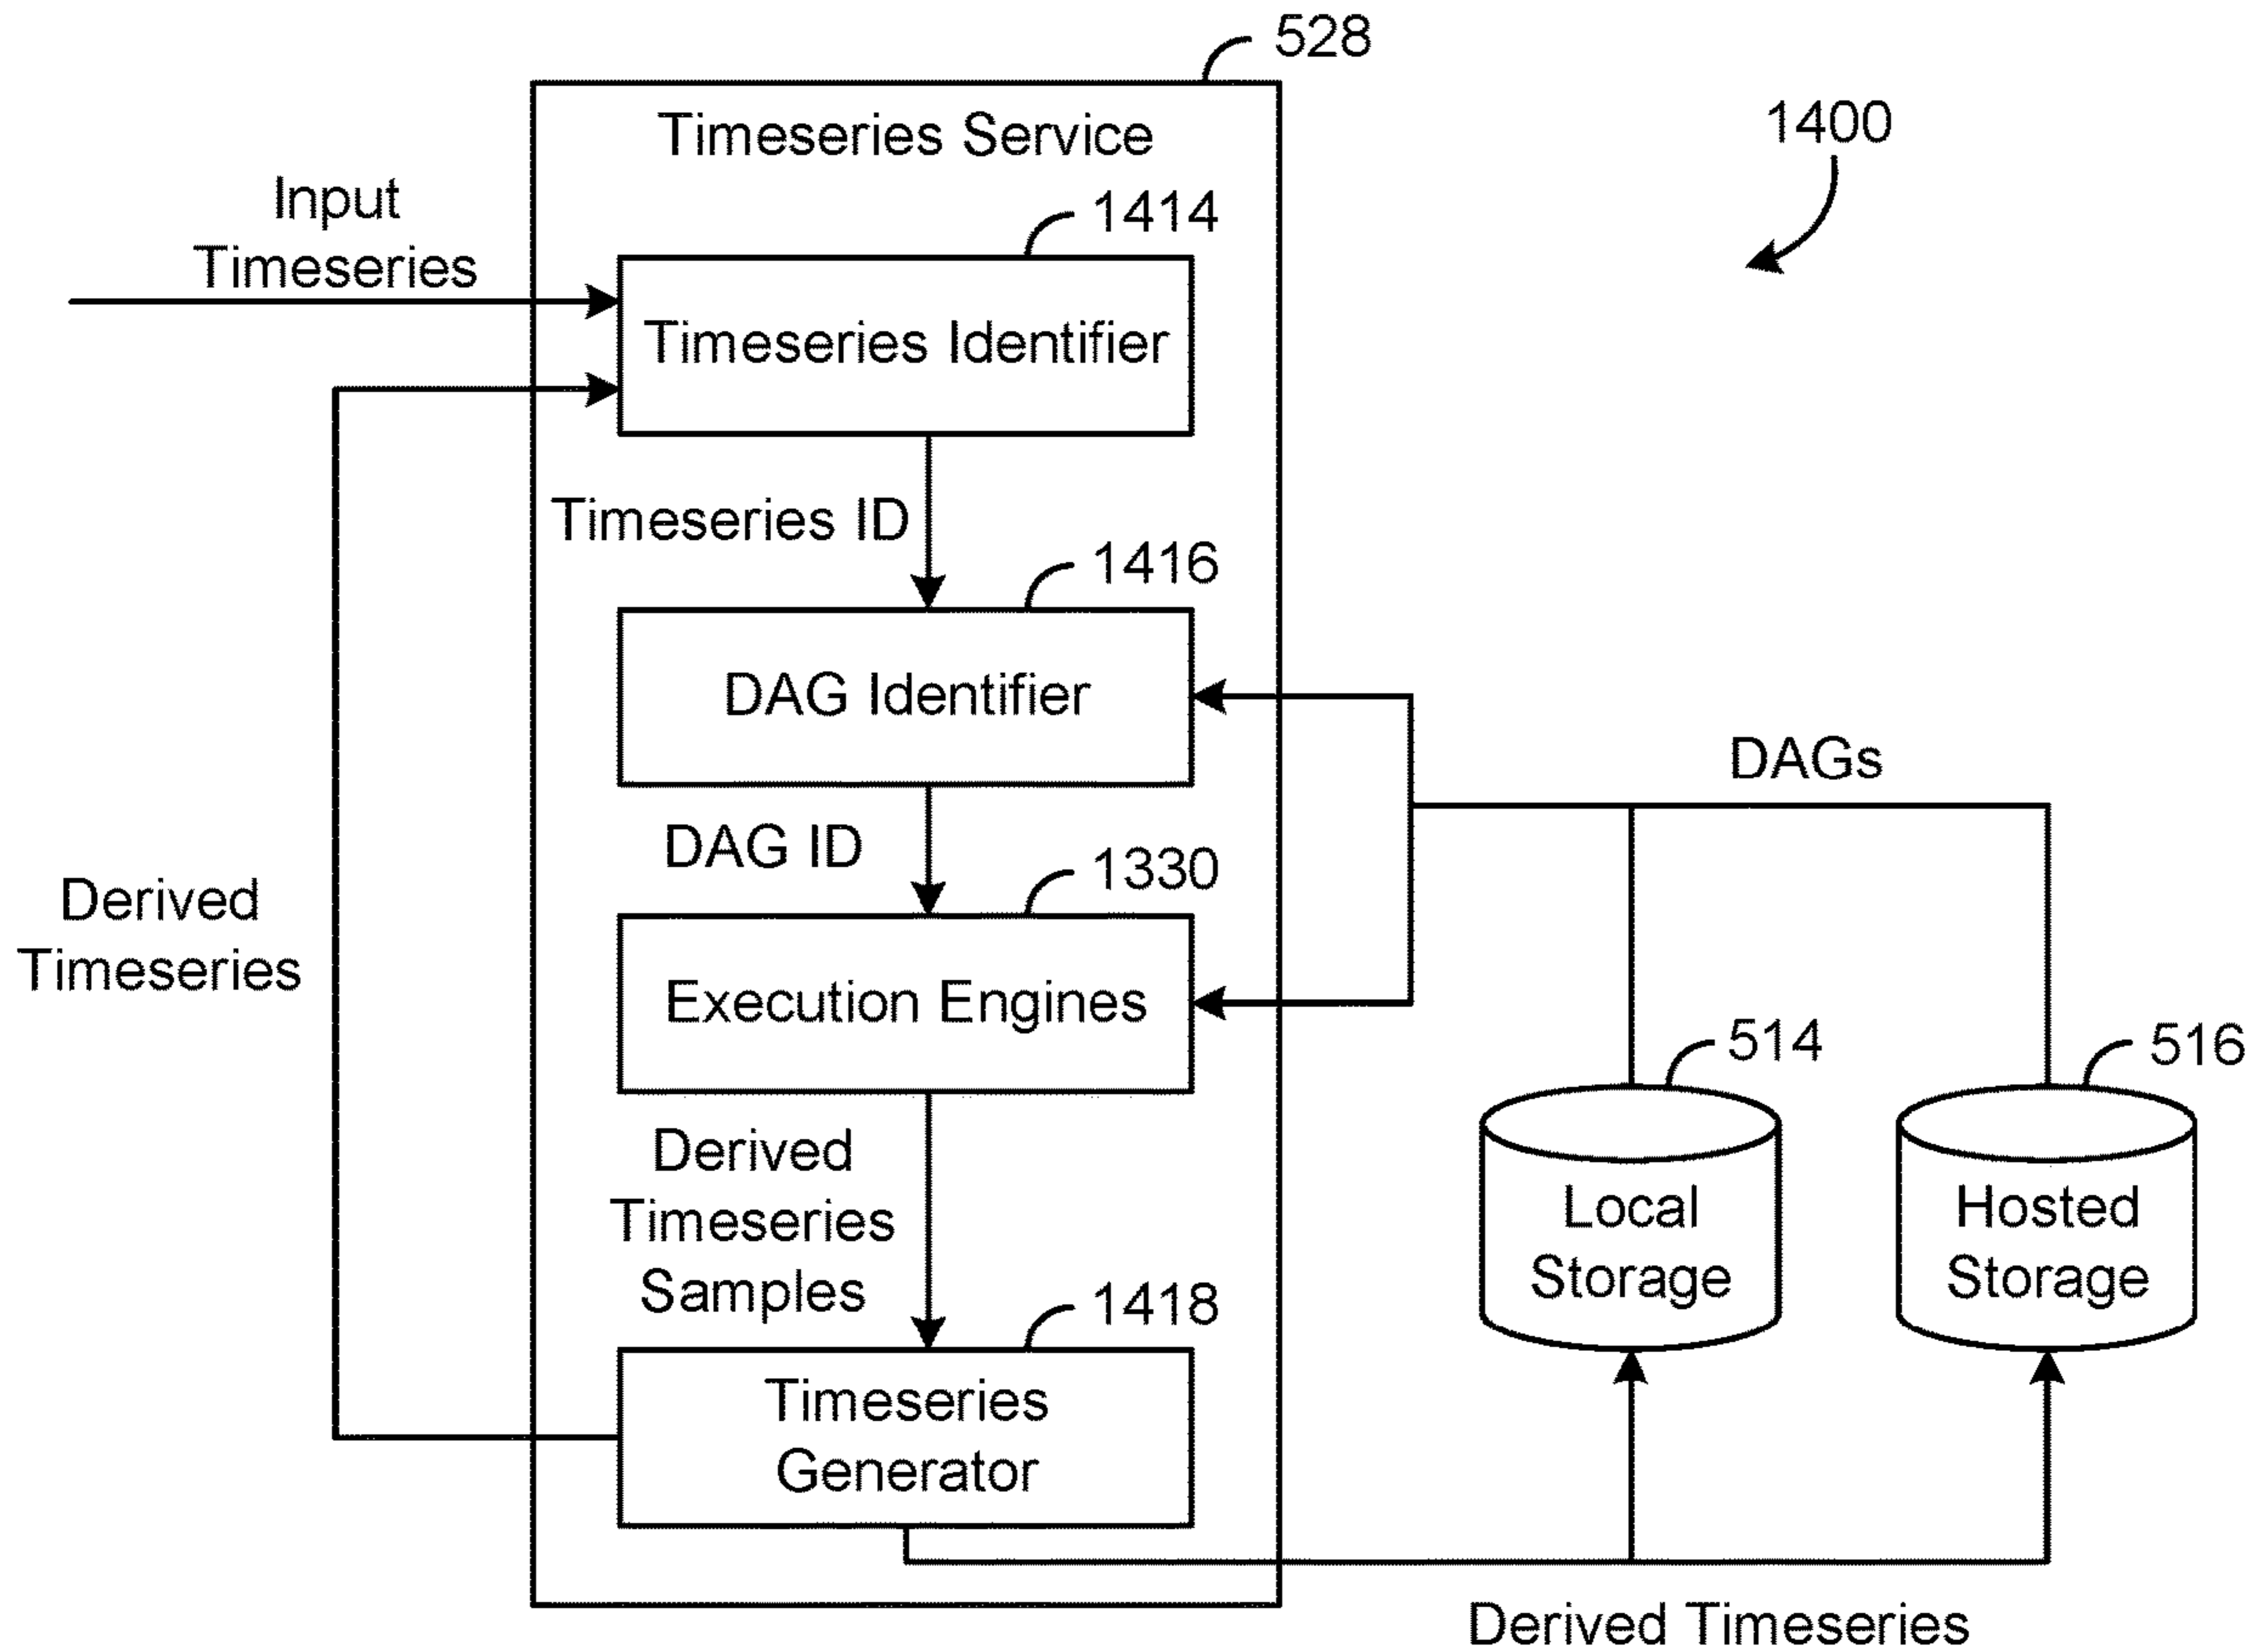 528
Timeseries Service
1400
Input
Timeseries
1414
Timeseries Identifier
Timeseries ID
1416
DAG Identifier
DAGs
DAG ID
1330
Derived
Timeseries
Execution Engines
514
516
Derived
Timeseries
Samples
Local
Storage
Hosted
Storage
1418
Timeseries
Generator
Derived Timeseries